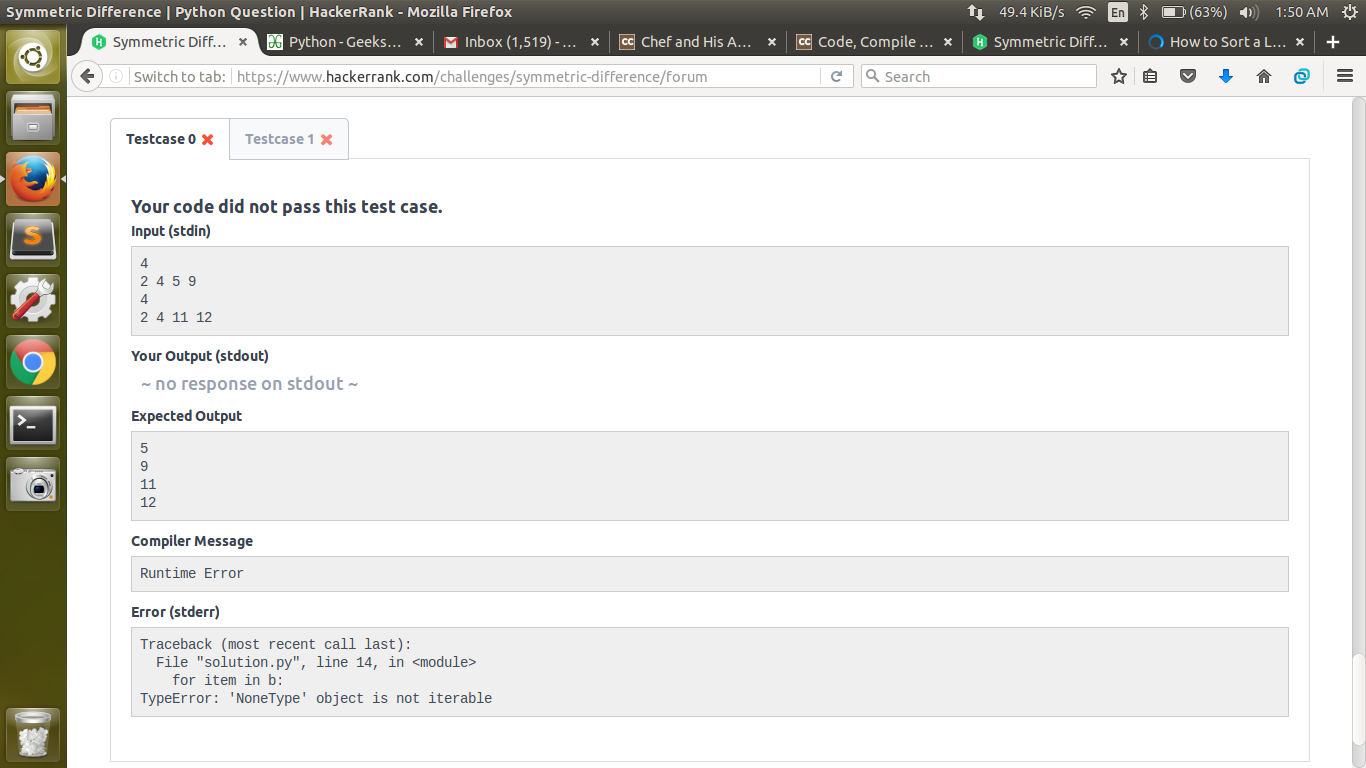 Symmetric Difference | Python Question | HackerRank - Mozilla Firefox 49.4 KiB/s En (63%) 1:50 AM
Symmetric Diff... Python - Geeks... Inbox (1,519) - ... CC Chef and His A... CC Code, Compile ... H Symmetric Diff... How to Sort a L...
Switch to tab: https://www.hackerrank.com/challenges/symmetric-difference/forum Search
Testcase 0 Testcase 1
Your code did not pass this test case.
Input (stdin)
4
2 4 5 9
4
2 4 11 12
Your Output (stdout)
~ no response on stdout ~
Expected Output
5
9
11
12
Compiler Message
Runtime Error
Error (stderr)
Traceback (most recent call last):
File "solution.py", line 14, in <module>
for item in b:
TypeError: 'NoneType' object is not iterable